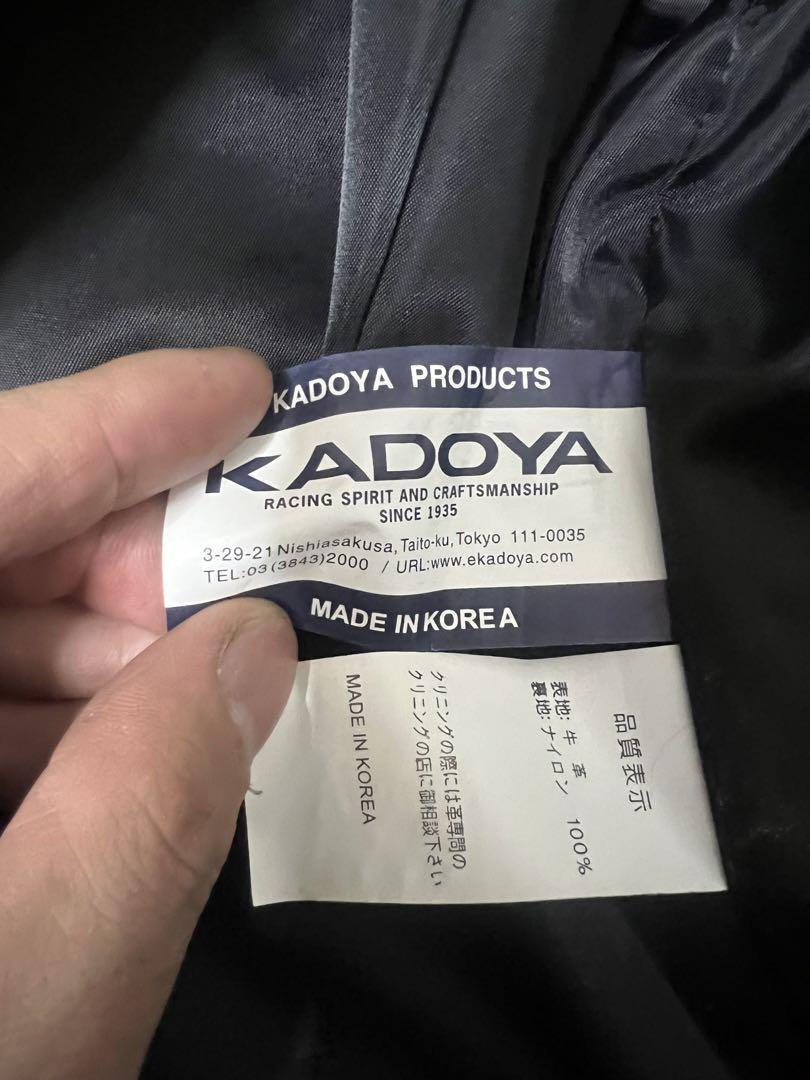 KADOYA PRODUCTS
KADOYA
RACING SPIRIT AND CRAFTSMANSHIP
SINCE 1935
3-29-21 Nishiasakusa, Taito-ku, Tokyo 111-0035
TEL:03(3843)2000 / URL:www.ekadoya.com
MADE IN KOREA
品質表示
表地: 牛 革
裏地: ナイロン 100%
クリニングの際には革専問の
クリニングの店に御相談下さい
MADE IN KOREA